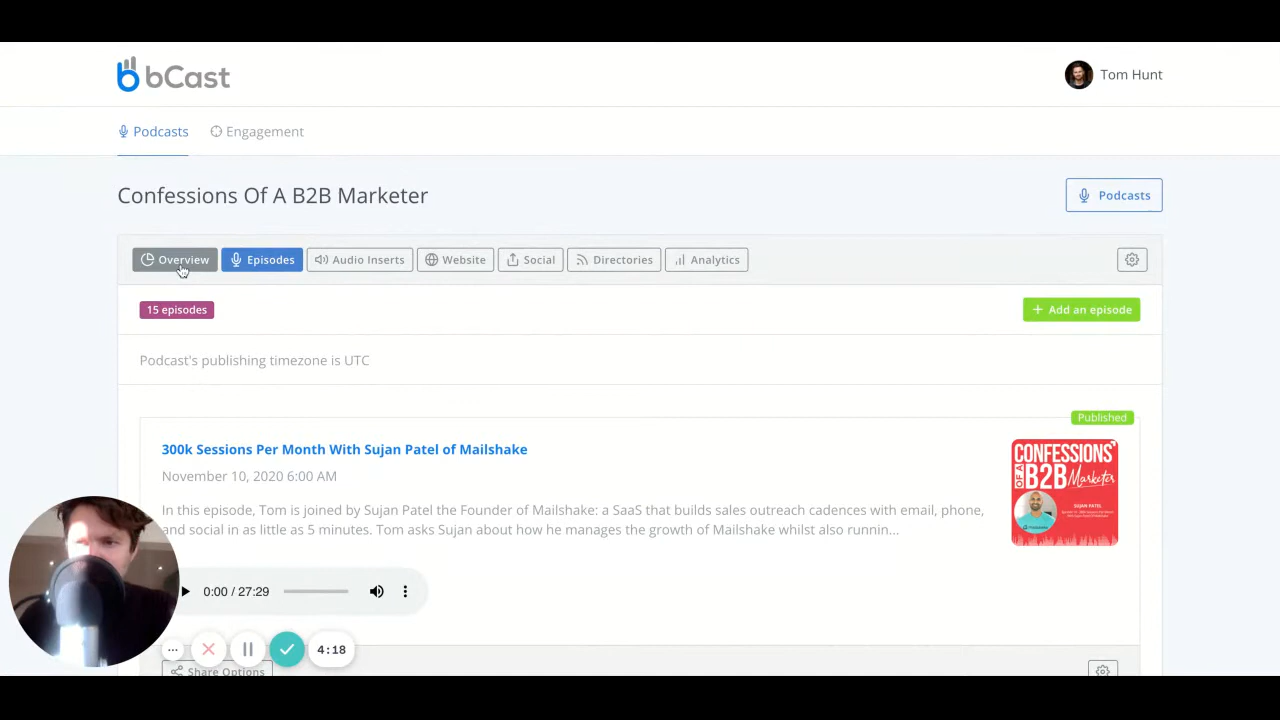 bCast
Tom Hunt
Podcasts
Engagement
Confessions Of A B2B Marketer
Podcasts
Overview
Episodes
Audio Inserts
Website
Social
Directories
Analytics
15 episodes
+ Add an episode
Podcast's publishing timezone is UTC
Published
300k Sessions Per Month With Sujan Patel of Mailshake
November 10, 2020 6:00 AM
In this episode, Tom is joined by Sujan Patel the Founder of Mailshake: a SaaS that builds sales outreach cadences with email, phone,
and social in as little as 5 minutes. Tom asks Sujan about how he manages the growth of Mailshake whilst also runnin...
CONFESSIONS
OF A
B2B
Marketer
SUJAN PATEL
0:00 / 27:29
4:18
Share Options